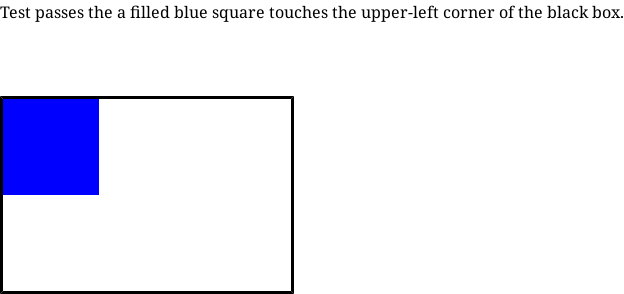 Test passes the a filled blue square touches the upper-left corner of the black box.